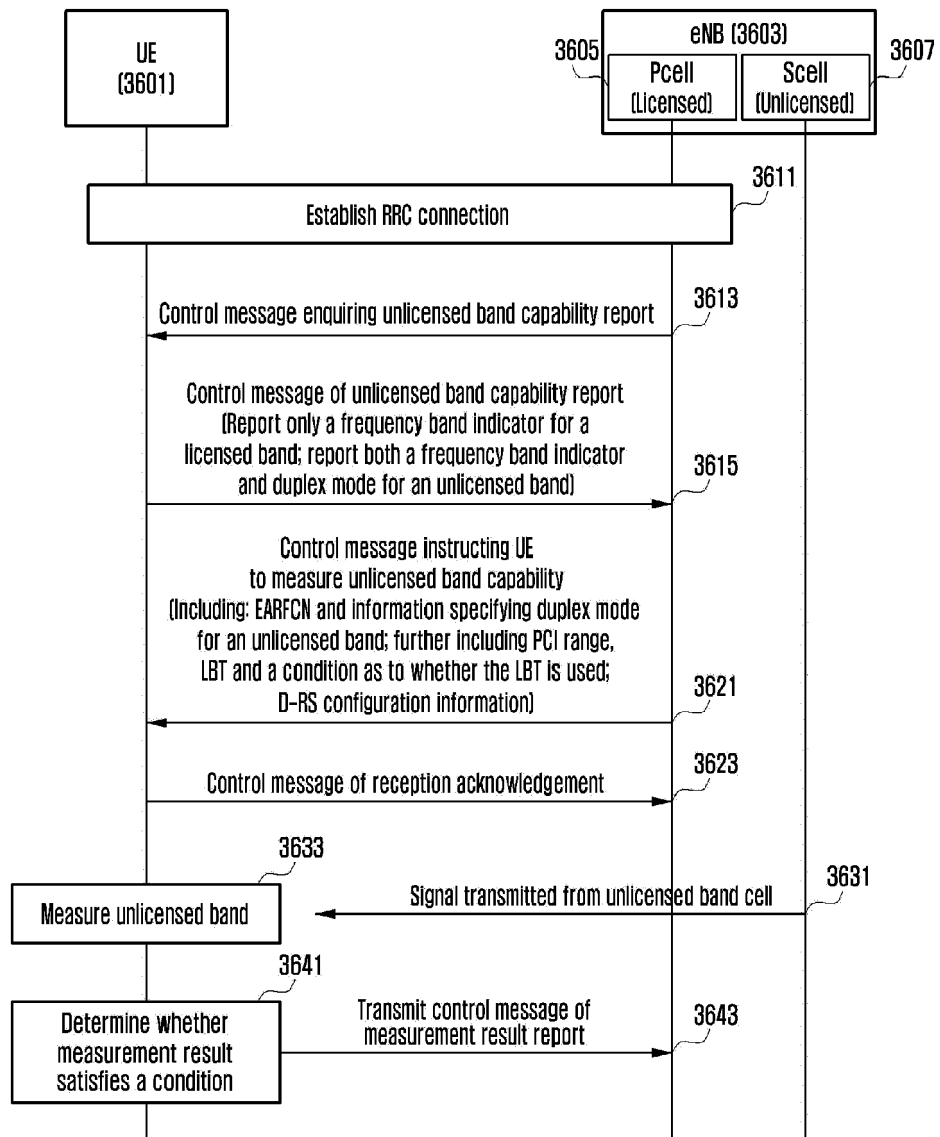 UE
(3601)
eNB (3603)
3605
Pcell
(Licensed)
Scell
(Unlicensed)
3607
3611
Establish RRC connection
3613
Control message enquiring unlicensed band capability report
Control message of unlicensed band capability report
(Report only a frequency band indicator for a
licensed band; report both a frequency band indicator
and duplex mode for an unlicensed band)
3615
Control message instructing UE
to measure unlicensed band capability
(Including: EARFCN and information specifying duplex mode
for an unlicensed band; further including PCI range,
LBT and a condition as to whether the LBT is used;
D-RS configuration information)
3621
Control message of reception acknowledgement
3623
3633
Measure unlicensed band
Signal transmitted from unlicensed band cell
3631
3641
Determine whether
measurement result
satisfies a condition
Transmit control message of
measurement result report
3643